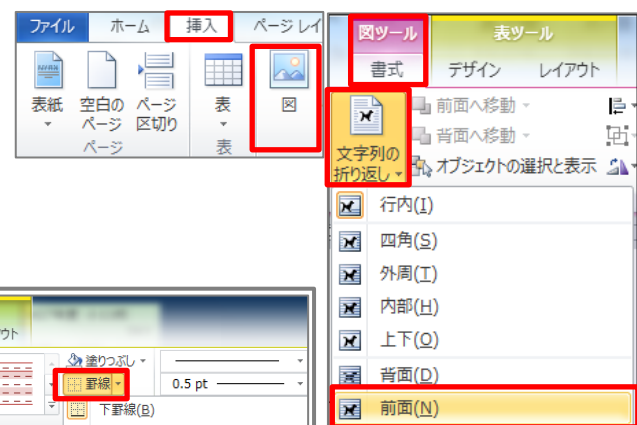 ファイル ホーム 挿入 ページ レイ
表紙 空白の ページ 表 図
ページ 区切り
ページ 表
図ツール 表ツール
書式 デザイン レイアウト
前面へ移動
背面へ移動
文字列の
折り返し オブジェクトの選択と表示
行内(I)
四角(S)
外周(T)
内部(H)
上下(O)
背面(D)
前面(N)
ウト
塗りつぶし
罫線 0.5 pt
下罫線(B)